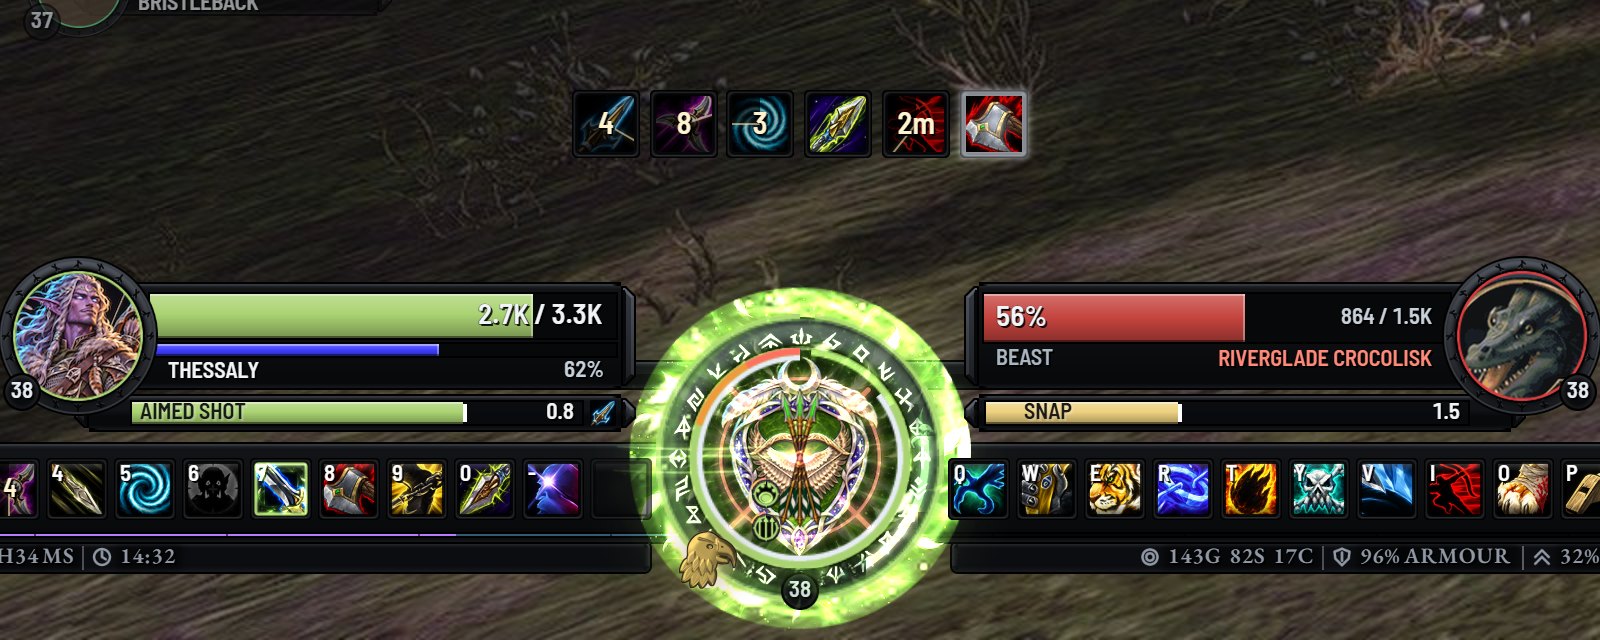 37
BRISTLEBACK
4 8 3 2m
2.7K / 3.3K
THESSALY 62%
38
AIMED SHOT 0.8
56% 864 / 1.5K
BEAST RIVERGLADE CROCOLISK
38
SNAP 1.5
4 4 5 6 7 8 9 0 -
Q W E R T Y V I O P
H34MS | 14:32
38
143G 82S 17C | 96% ARMOUR | 32%